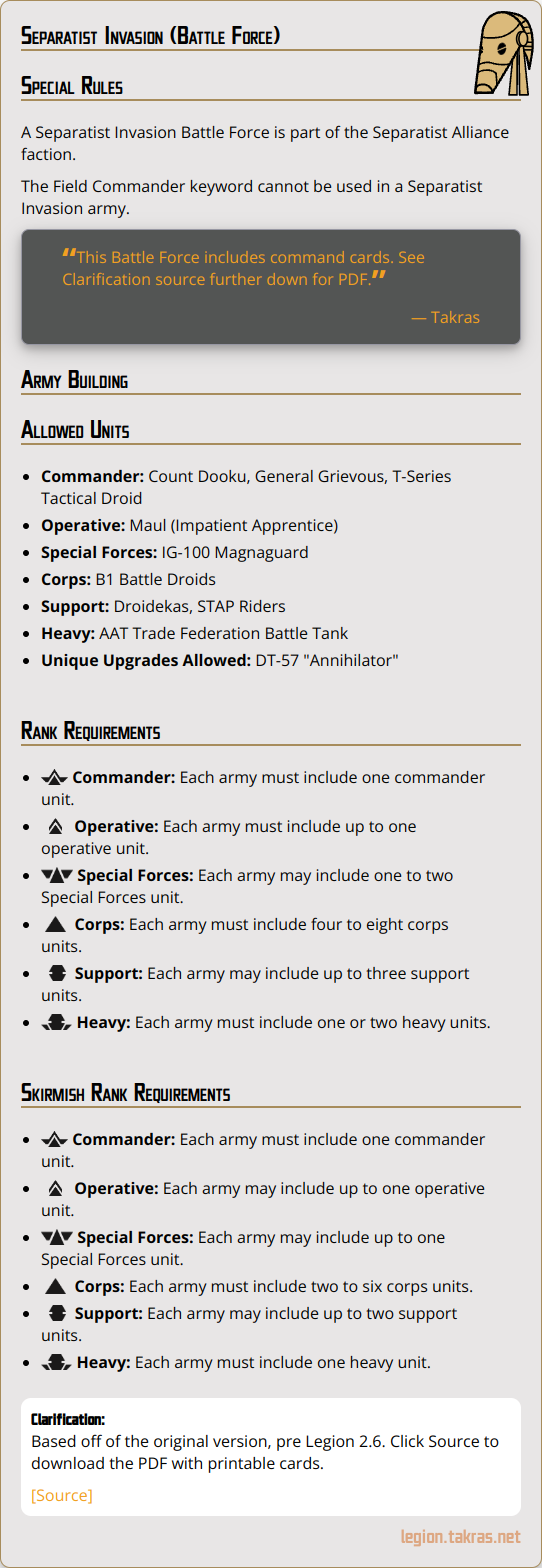 Separatist Invasion (Battle Force)
Special Rules
A Separatist Invasion Battle Force is part of the Separatist Alliance
faction.
The Field Commander keyword cannot be used in a Separatist
Invasion army.
“This Battle Force includes command cards. See
Clarification source further down for PDF.”
— Takras
Army Building
Allowed Units
• Commander: Count Dooku, General Grievous, T-Series
Tactical Droid
• Operative: Maul (Impatient Apprentice)
• Special Forces: IG-100 Magnaguard
• Corps: B1 Battle Droids
• Support: Droidekas, STAP Riders
• Heavy: AAT Trade Federation Battle Tank
• Unique Upgrades Allowed: DT-57 "Annihilator"
Rank Requirements
• Commander: Each army must include one commander
unit.
• Operative: Each army must include up to one
operative unit.
• Special Forces: Each army may include one to two
Special Forces unit.
• Corps: Each army must include four to eight corps
units.
• Support: Each army may include up to three support
units.
• Heavy: Each army must include one or two heavy units.
Skirmish Rank Requirements
• Commander: Each army must include one commander
unit.
• Operative: Each army may include up to one operative
unit.
• Special Forces: Each army may include up to one
Special Forces unit.
• Corps: Each army must include two to six corps units.
• Support: Each army may include up to two support
units.
• Heavy: Each army must include one heavy unit.
Clarification:
Based off of the original version, pre Legion 2.6. Click Source to
download the PDF with printable cards.
[Source]
legion.takras.net